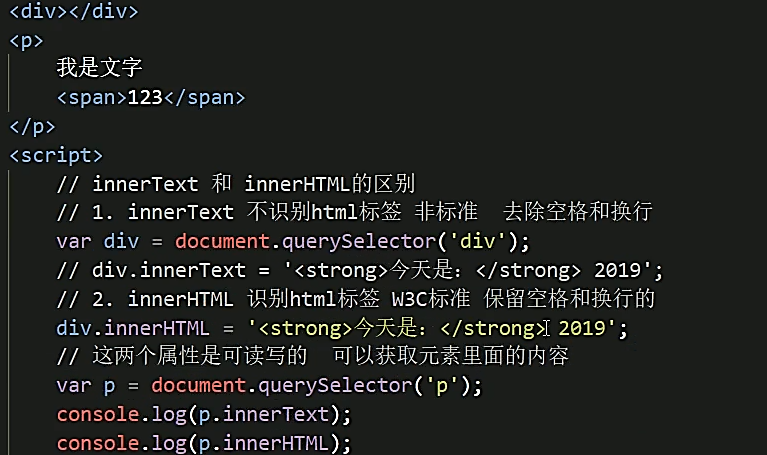 <div></div>
<p>
我是文字
<span>123</span>
</p>
<script>
// innerText 和 innerHTML的区别
// 1. innerText 不识别html标签 非标准  去除空格和换行
var div = document.querySelector('div');
// div.innerText = '<strong>今天是：</strong> 2019';
// 2. innerHTML 识别html标签 W3C标准 保留空格和换行的
div.innerHTML = '<strong>今天是：</strong> 2019';
// 这两个属性是可读写的  可以获取元素里面的内容
var p = document.querySelector('p');
console.log(p.innerText);
console.log(p.innerHTML);